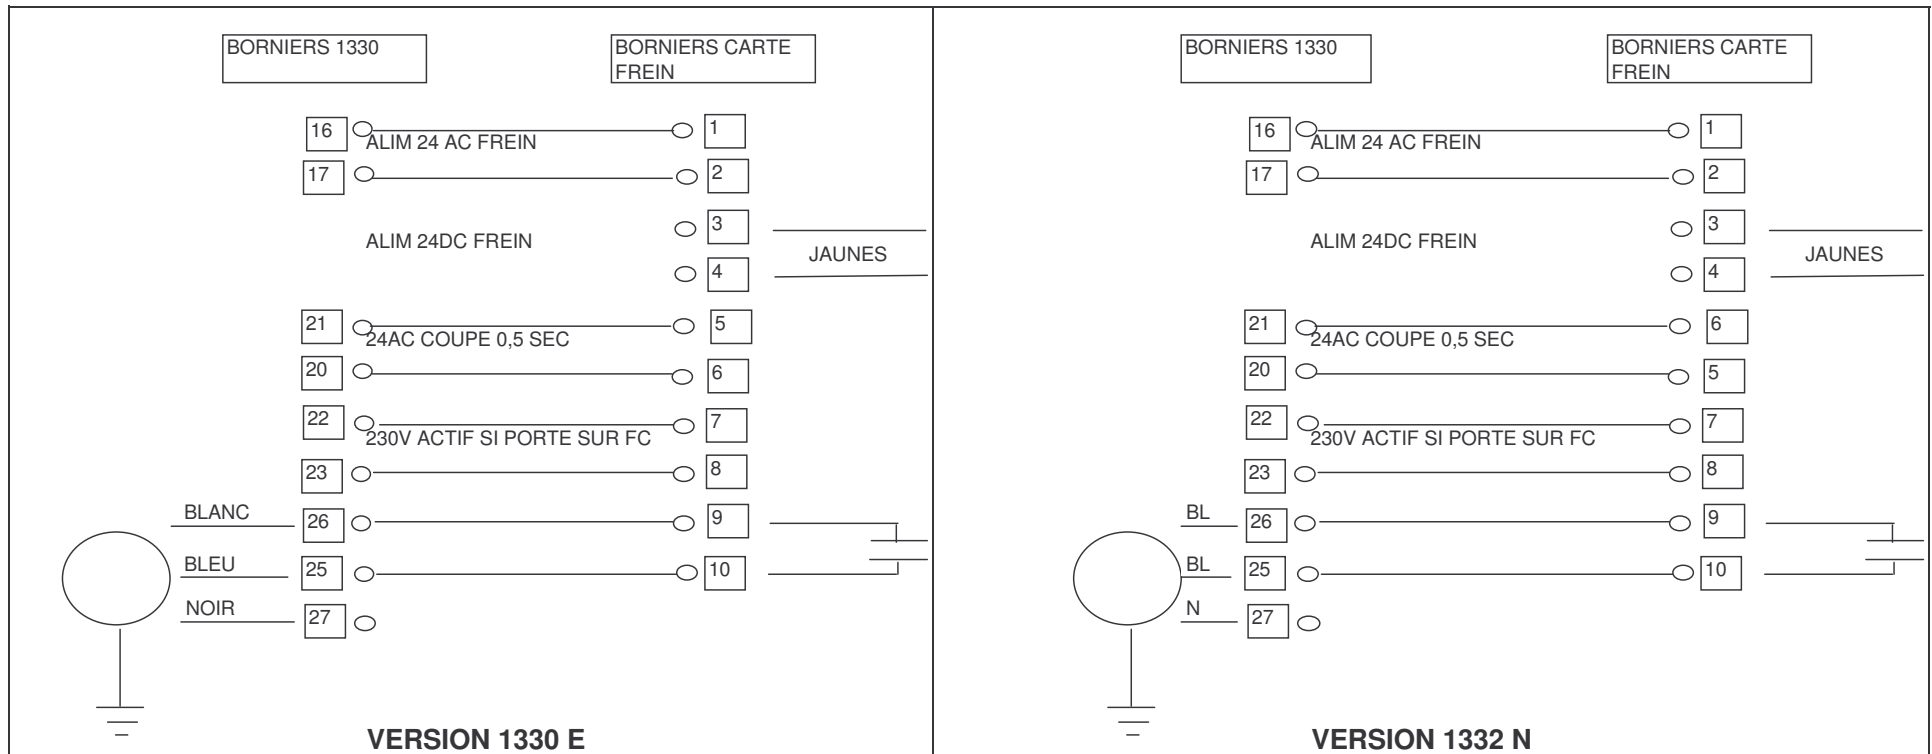 BORNIERS 1330
BORNIERS CARTE
FREIN
16
1
ALIM 24 AC FREIN
17
2
3
ALIM 24DC FREIN
JAUNES
4
21
5
24AC COUPE 0,5 SEC
20
6
22
7
230V ACTIF SI PORTE SUR FC
23
8
BLANC
26
9
BLEU
25
10
NOIR
27
VERSION 1330 E
BORNIERS 1330
BORNIERS CARTE
FREIN
16
1
ALIM 24 AC FREIN
17
2
3
ALIM 24DC FREIN
JAUNES
4
21
6
24AC COUPE 0,5 SEC
20
5
22
7
230V ACTIF SI PORTE SUR FC
23
8
BL
26
9
BL
25
10
N
27
VERSION 1332 N